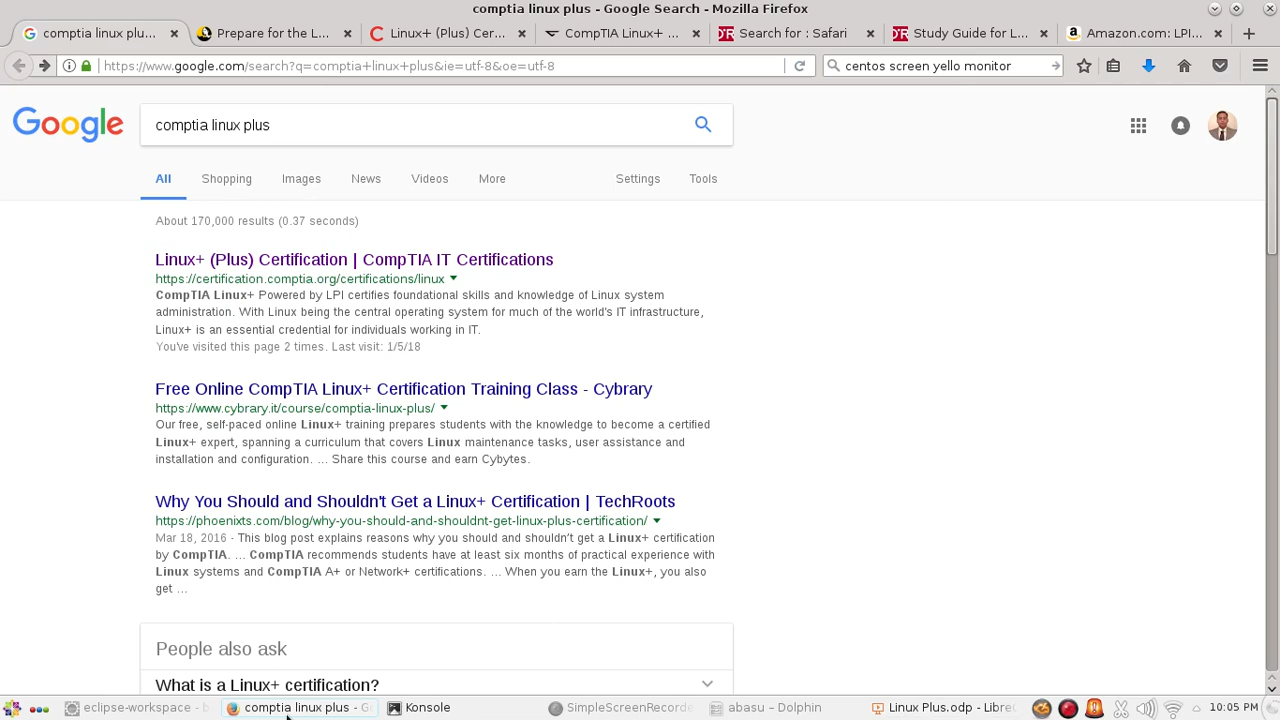 comptia linux plus - Google Search - Mozilla Firefox
comptia linux plu...
Prepare for the L...
Linux+ (Plus) Cer...
CompTIA Linux+ ...
Search for : Safari
Study Guide for L...
Amazon.com: LPI...
https://www.google.com/search?q=comptia+linux+plus&ie=utf-8&oe=utf-8
centos screen yello monitor
Google
comptia linux plus
All
Shopping
Images
News
Videos
More
Settings
Tools
About 170,000 results (0.37 seconds)
Linux+ (Plus) Certification | CompTIA IT Certifications
https://certification.comptia.org/certifications/linux
CompTIA Linux+ Powered by LPI certifies foundational skills and knowledge of Linux system
administration. With Linux being the central operating system for much of the world's IT infrastructure,
Linux+ is an essential credential for individuals working in IT.
You've visited this page 2 times. Last visit: 1/5/18
Free Online CompTIA Linux+ Certification Training Class - Cybrary
https://www.cybrary.it/course/comptia-linux-plus/
Our free, self-paced online Linux+ training prepares students with the knowledge to become a certified
Linux+ expert, spanning a curriculum that covers Linux maintenance tasks, user assistance and
installation and configuration. ... Share this course and earn Cybytes.
Why You Should and Shouldn't Get a Linux+ Certification | TechRoots
https://phoenixts.com/blog/why-you-should-and-shouldnt-get-linux-plus-certification/
Mar 18, 2016 - This blog post explains reasons why you should and shouldn't get a Linux+ certification
by CompTIA. ... CompTIA recommends students have at least six months of practical experience with
Linux systems and CompTIA A+ or Network+ certifications. ... When you earn the Linux+, you also
get ...
People also ask
What is a Linux+ certification?
eclipse-workspace - b
comptia linux plus - G
Konsole
SimpleScreenRecorde
abasu – Dolphin
Linux Plus.odp - Libre
10:05 PM